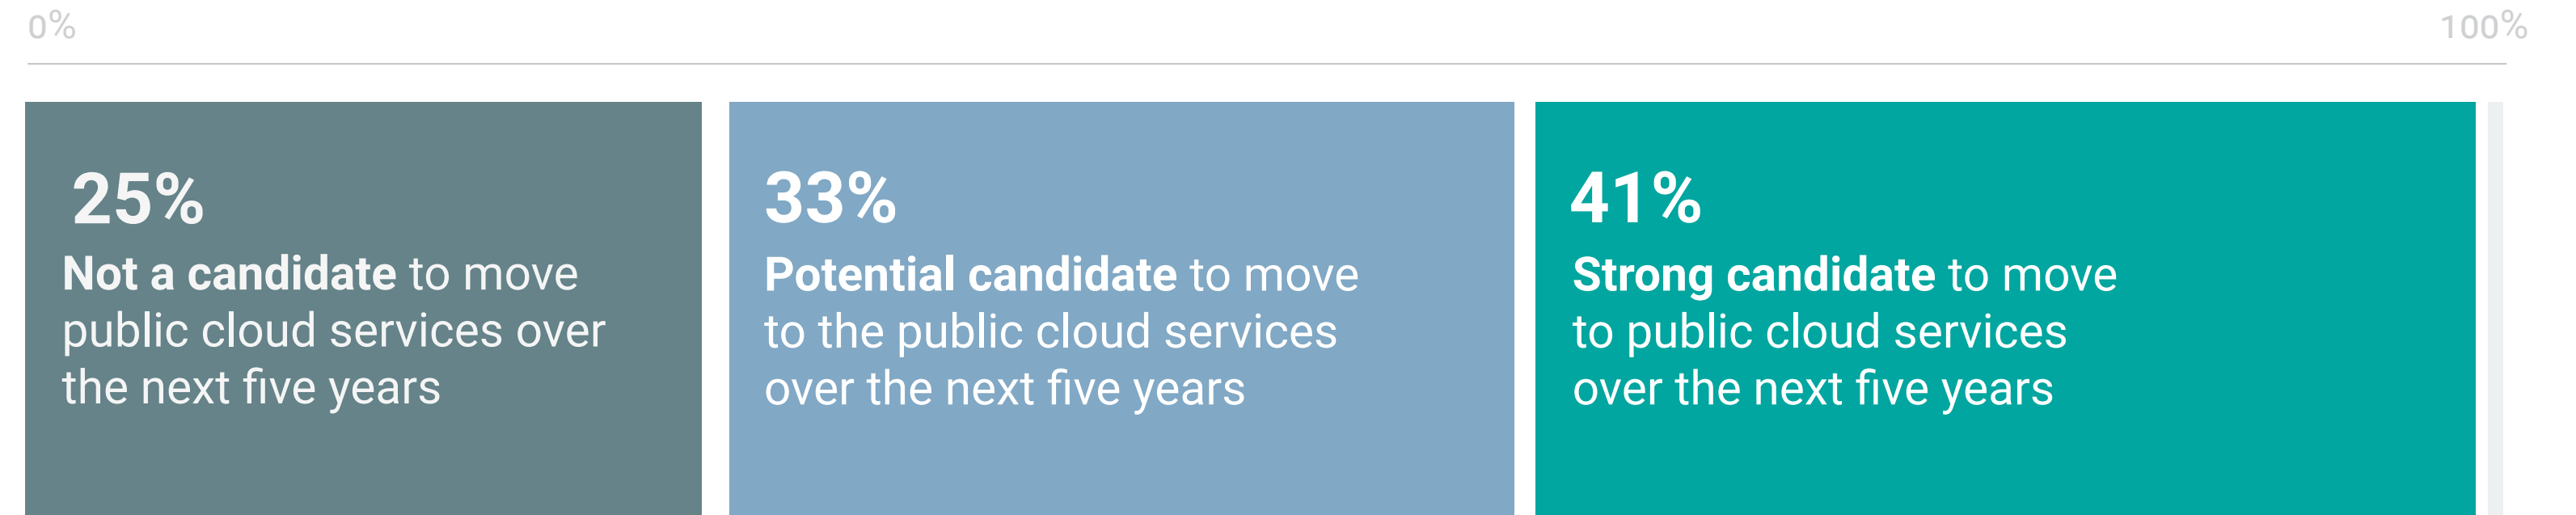 0% 100%
25%
Not a candidate to move
public cloud services over
the next five years
33%
Potential candidate to move
to the public cloud services
over the next five years
41%
Strong candidate to move
to public cloud services
over the next five years